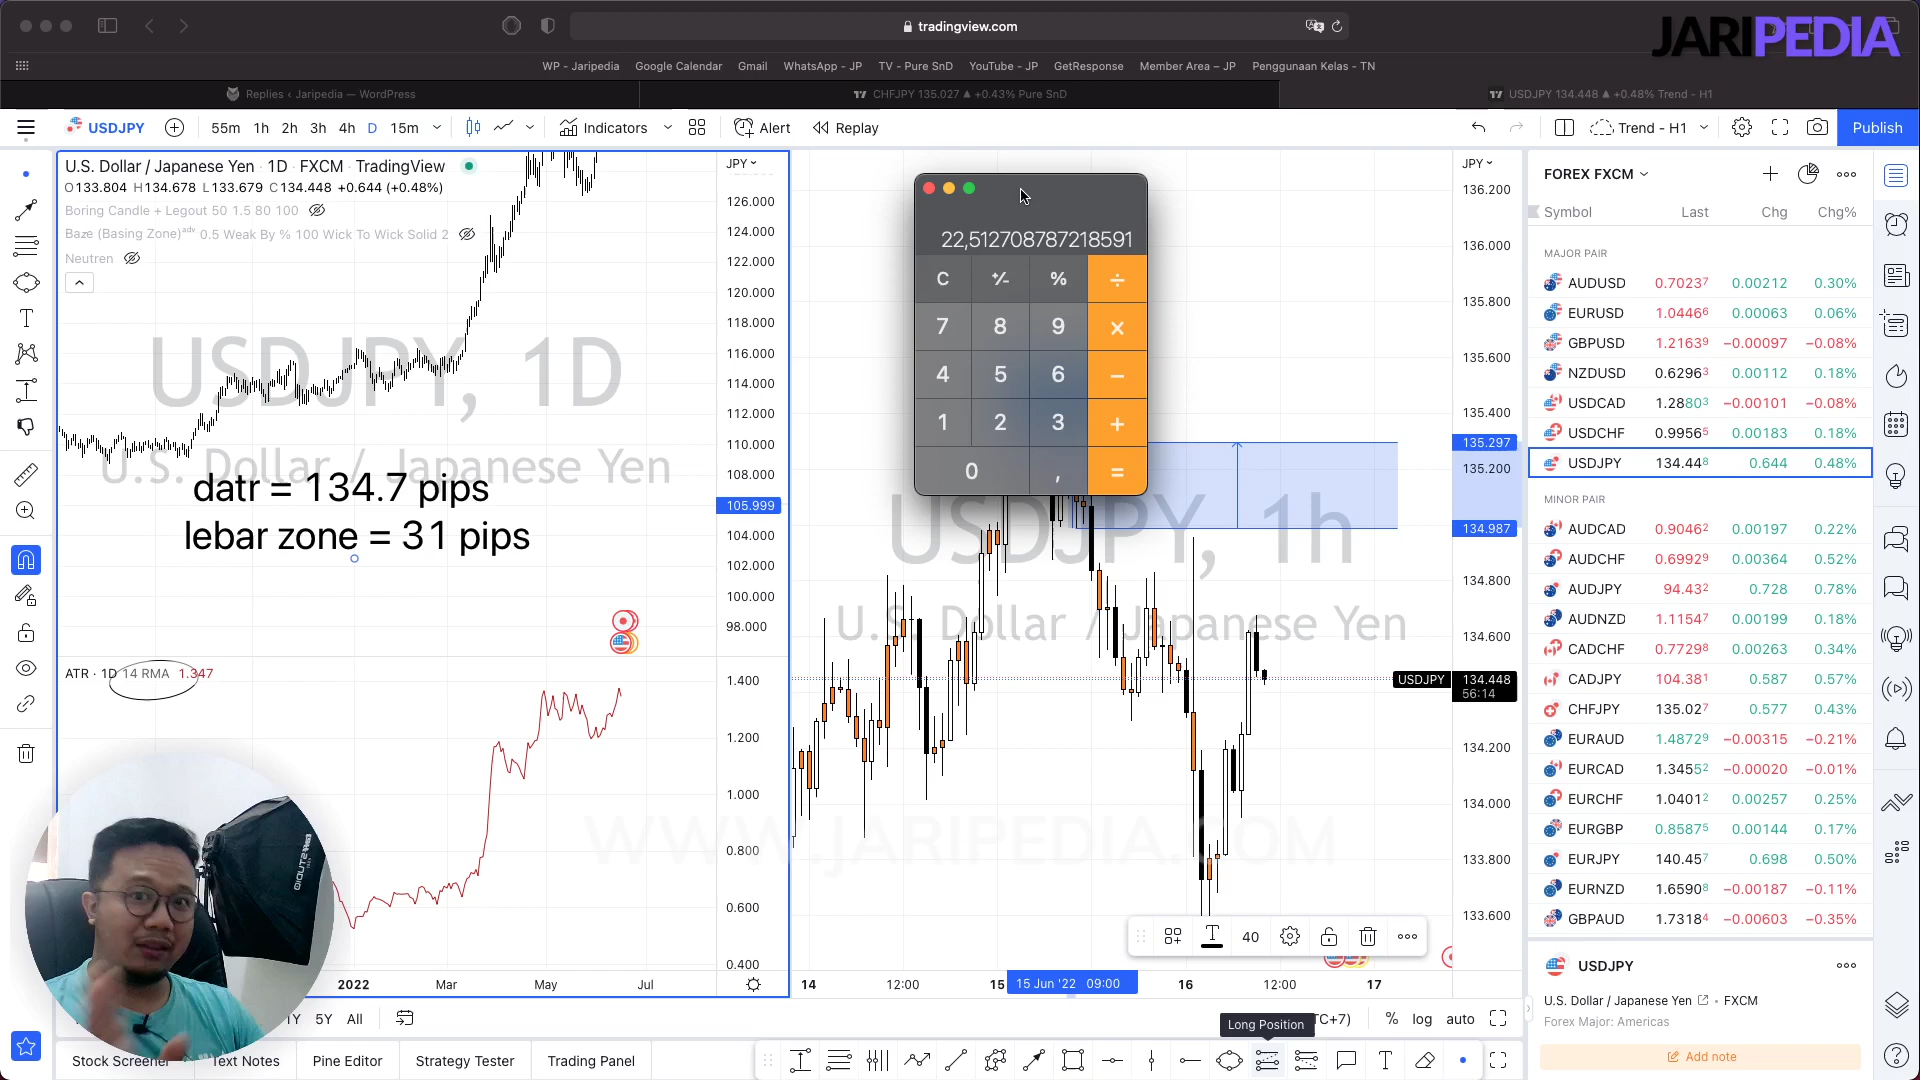 tradingview.com
JARIPEDIA
WP - Jaripedia
Google Calendar
Gmail
WhatsApp - JP
TV - Pure SnD
YouTube - JP
GetResponse
Member Area – JP
Penggunaan Kelas - TN
Replies ‹ Jaripedia — WordPress
CHFJPY 135.027 ▲ +0.43% Pure SnD
USDJPY 134.448 ▲ +0.48% Trend - H1
USDJPY
55m 1h 2h 3h 4h D 15m
Indicators
Alert
Replay
Trend - H1
Publish
U.S. Dollar / Japanese Yen · 1D · FXCM · TradingView
O133.804 H134.678 L133.679 C134.448 +0.644 (+0.48%)
Boring Candle + Legout 50 1.5 80 100
Baze (Basing Zone)adv 0.5 Weak By % 100 Wick To Wick Solid 2
Neutren
USDJPY, 1D
U.S. Dollar / Japanese Yen
datr = 134.7 pips
lebar zone = 31 pips
ATR · 1D 14 RMA 1.347
JPY
126.000
124.000
122.000
120.000
118.000
116.000
114.000
112.000
110.000
108.000
105.999
104.000
102.000
100.000
98.000
1.400
1.200
1.000
0.800
0.600
0.400
2022 Mar May Jul
1Y 5Y All
22,512708787218591
C +⁄- % ÷
7 8 9 ×
4 5 6 −
1 2 3 +
0 , =
USDJPY, 1h
U.S. Dollar / Japanese Yen
WWW.JARIPEDIA.COM
JPY
136.200
136.000
135.800
135.600
135.400
135.297
135.200
134.987
134.800
134.600
USDJPY 134.448
56:14
134.200
134.000
133.800
133.600
40
14 12:00 15 15 Jun '22 09:00 16 12:00 17
Long Position
% log auto
Stock Screener
Text Notes
Pine Editor
Strategy Tester
Trading Panel
FOREX FXCM
Symbol Last Chg Chg%
MAJOR PAIR
AUDUSD 0.70237 0.00212 0.30%
EURUSD 1.04466 0.00063 0.06%
GBPUSD 1.21639 −0.00097 −0.08%
NZDUSD 0.62963 0.00112 0.18%
USDCAD 1.28803 −0.00101 −0.08%
USDCHF 0.99565 0.00183 0.18%
USDJPY 134.448 0.644 0.48%
MINOR PAIR
AUDCAD 0.90462 0.00197 0.22%
AUDCHF 0.69929 0.00364 0.52%
AUDJPY 94.432 0.728 0.78%
AUDNZD 1.11547 0.00199 0.18%
CADCHF 0.77298 0.00263 0.34%
CADJPY 104.381 0.587 0.57%
CHFJPY 135.027 0.577 0.43%
EURAUD 1.48729 −0.00315 −0.21%
EURCAD 1.34552 −0.00020 −0.01%
EURCHF 1.04012 0.00257 0.25%
EURGBP 0.85875 0.00144 0.17%
EURJPY 140.457 0.698 0.50%
EURNZD 1.65908 −0.00187 −0.11%
GBPAUD 1.73184 −0.00603 −0.35%
USDJPY
U.S. Dollar / Japanese Yen • FXCM
Forex Major: Americas
Add note